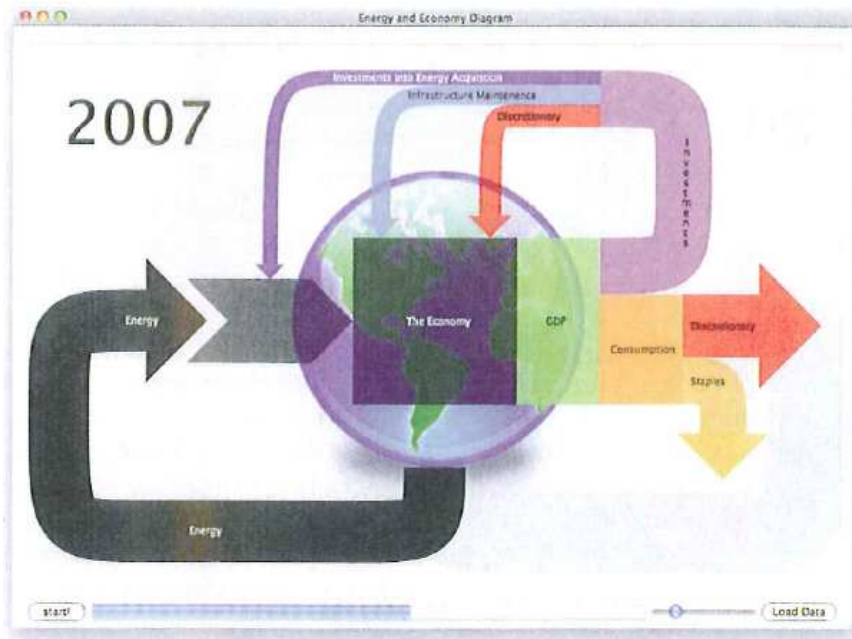 Energy and Economy Diagram
2007
Investments into Energy Acquisition
Infrastructure Maintenence
Discretionary
Investments
Energy
The Economy
GDP
Consumption
Discretionary
Staples
Energy
start!
Load Data